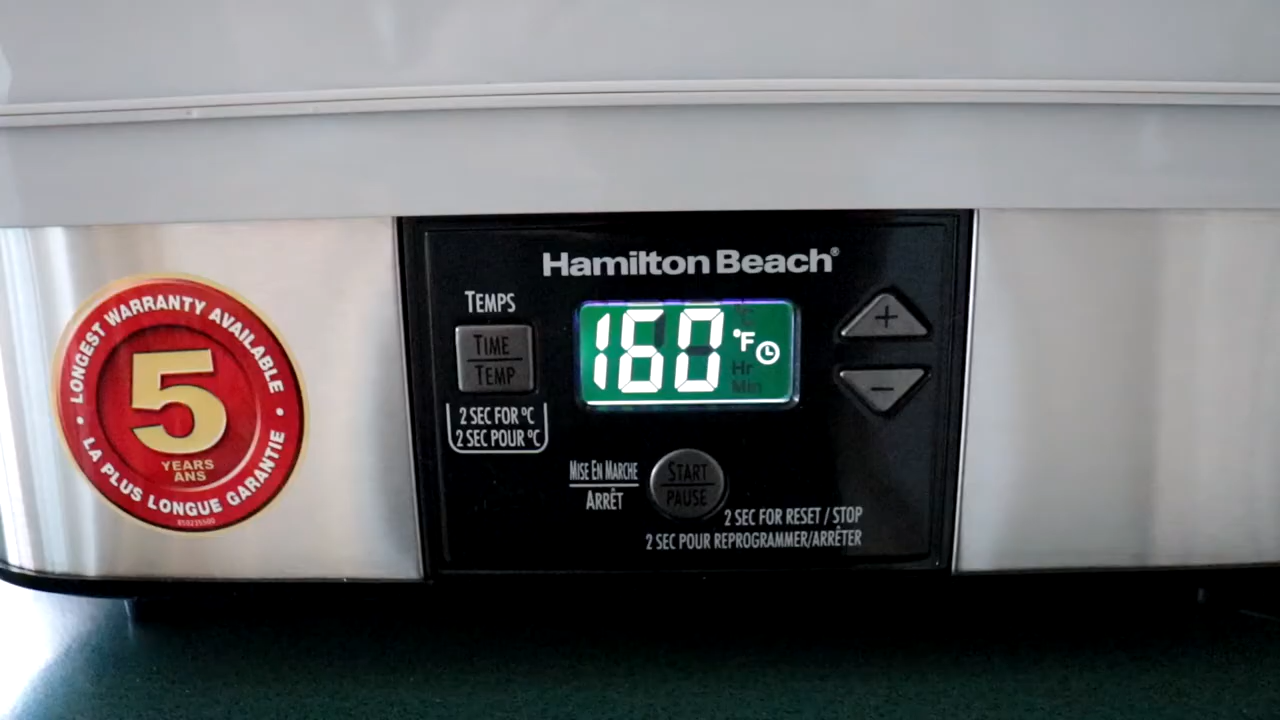 Hamilton Beach®
TEMPS
TIME
TEMP
2 SEC FOR °C
2 SEC POUR °C
160 °F
Hr
Min
+
−
MISE EN MARCHE
ARRÊT
START
PAUSE
2 SEC FOR RESET / STOP
2 SEC POUR REPROGRAMMER/ARRÊTER
• LONGEST WARRANTY AVAILABLE •
5
YEARS
ANS
LA PLUS LONGUE GARANTIE